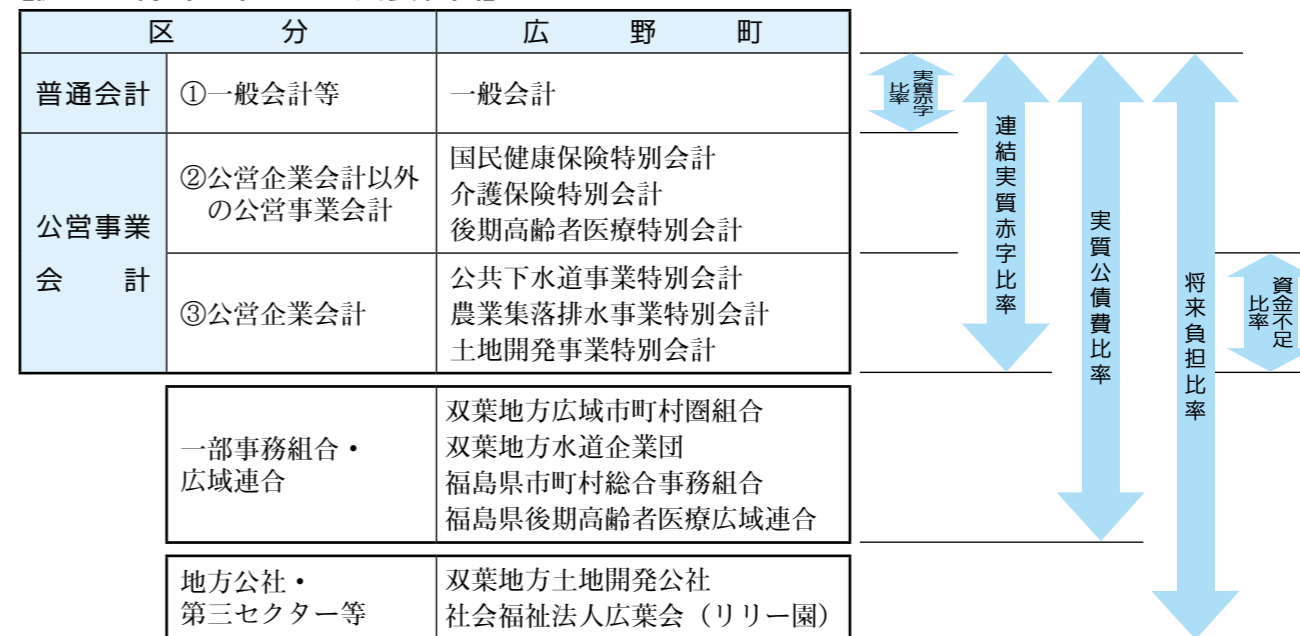 区分
広野町
普通会計
①一般会計等
一般会計
公営事業
会計
②公営企業会計以外
の公営事業会計
国民健康保険特別会計
介護保険特別会計
後期高齢者医療特別会計
③公営企業会計
公共下水道事業特別会計
農業集落排水事業特別会計
土地開発事業特別会計
一部事務組合・
広域連合
双葉地方広域市町村圏組合
双葉地方水道企業団
福島県市町村総合事務組合
福島県後期高齢者医療広域連合
地方公社・
第三セクター等
双葉地方土地開発公社
社会福祉法人広葉会（リリー園）
実質赤字
比率
連結実質赤字比率
実質公債費比率
将来負担比率
資金不足
比率